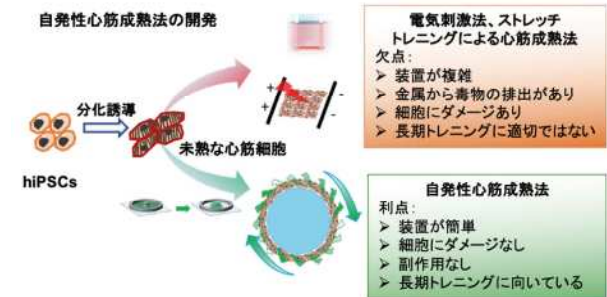 自発性心筋成熟法の開発
分化誘導
hiPSCs
未熟な心筋細胞
+
+
-
-
電気刺激法、ストレッチ
トレーニングによる心筋成熟法
欠点：
➢ 装置が複雑
➢ 金属から毒物の排出があり
➢ 細胞にダメージあり
➢ 長期トレーニングに適切ではない
自発性心筋成熟法
利点：
➢ 装置が簡単
➢ 細胞にダメージなし
➢ 副作用なし
➢ 長期トレーニングに向いている